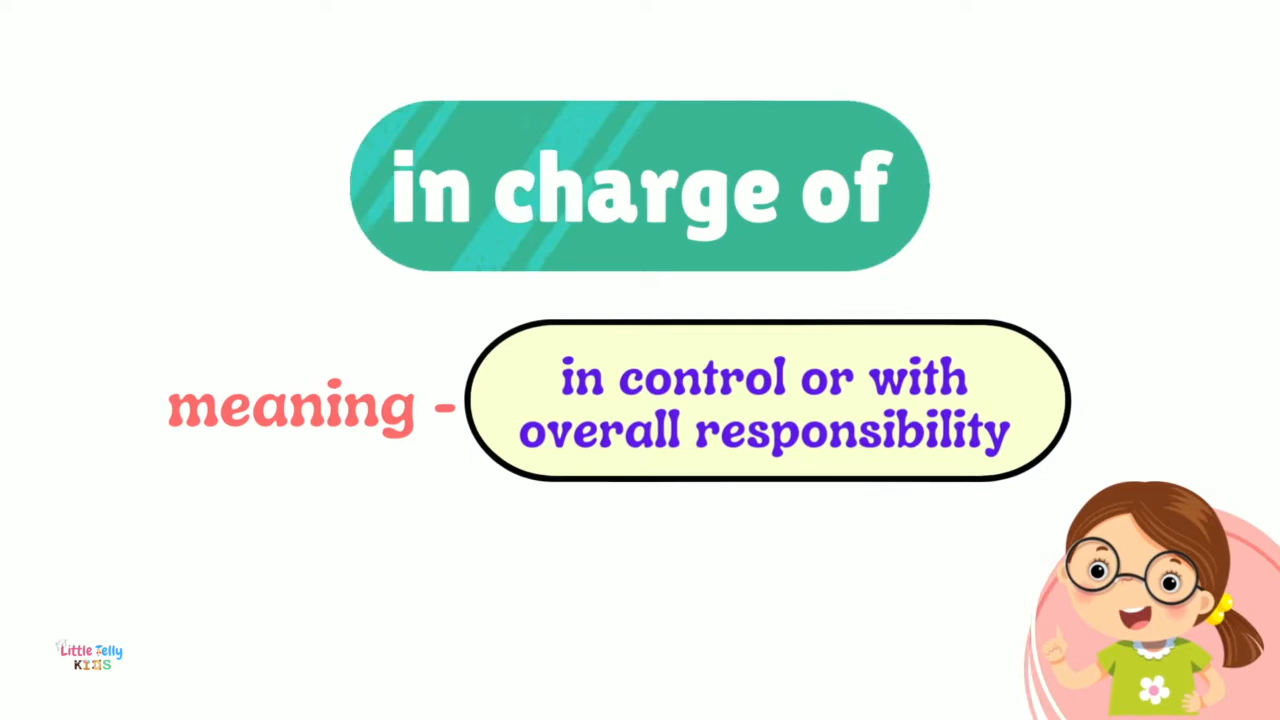 in charge of
meaning -
in control or with
overall responsibility
Little Jelly
KIDS